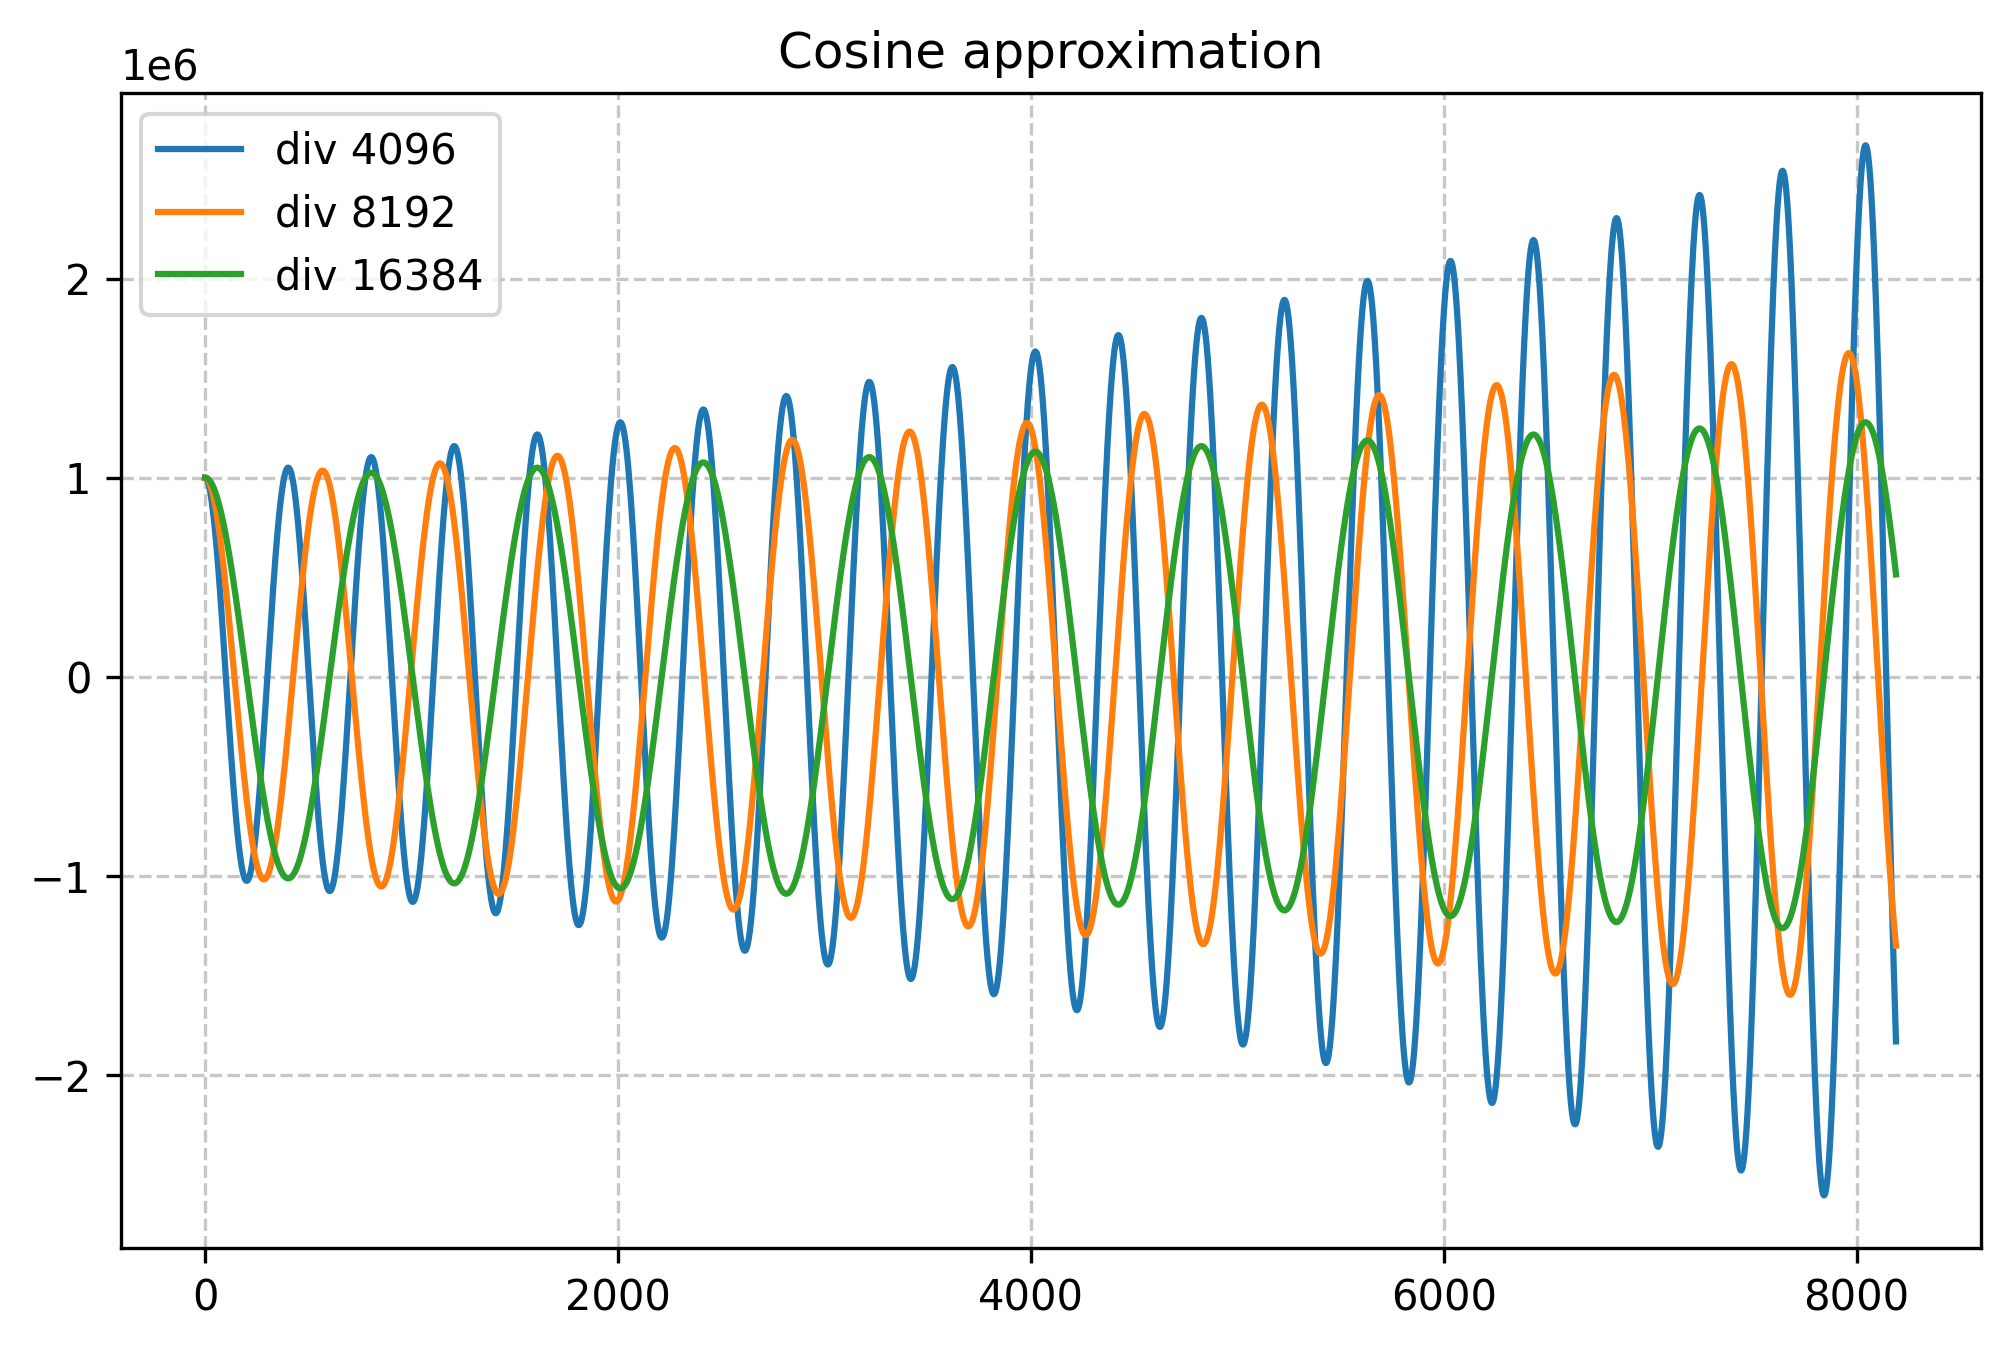 Cosine approximation
1e6
div 4096
div 8192
div 16384
2
1
0
−1
−2
0 2000 4000 6000 8000